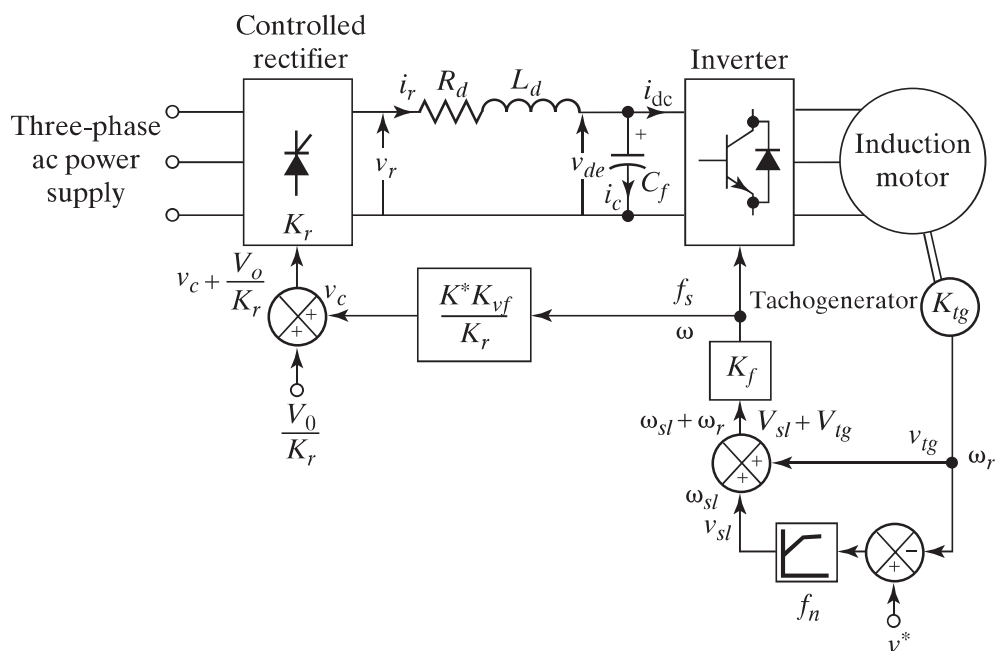 Controlled
rectifier
Inverter
Three-phase
ac power
supply
i_r
R_d
L_d
i_dc
+
v_r
v_de
i_c
C_f
K_r
Induction
motor
v_c + V_o/K_r
v_c
+
+
K* K_vf / K_r
f_s
ω
Tachogenerator
K_tg
V_0/K_r
K_f
ω_sl + ω_r
V_sl + V_tg
+
+
v_tg
ω_r
ω_sl
v_sl
f_n
−
+
v*